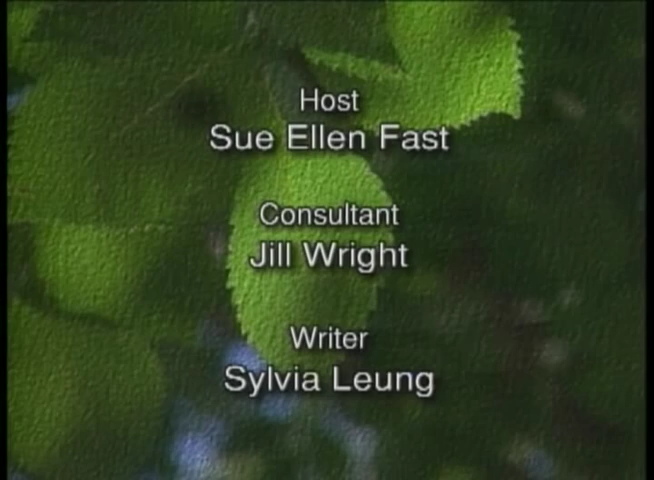 Host
Sue Ellen Fast
Consultant
Jill Wright
Writer
Sylvia Leung